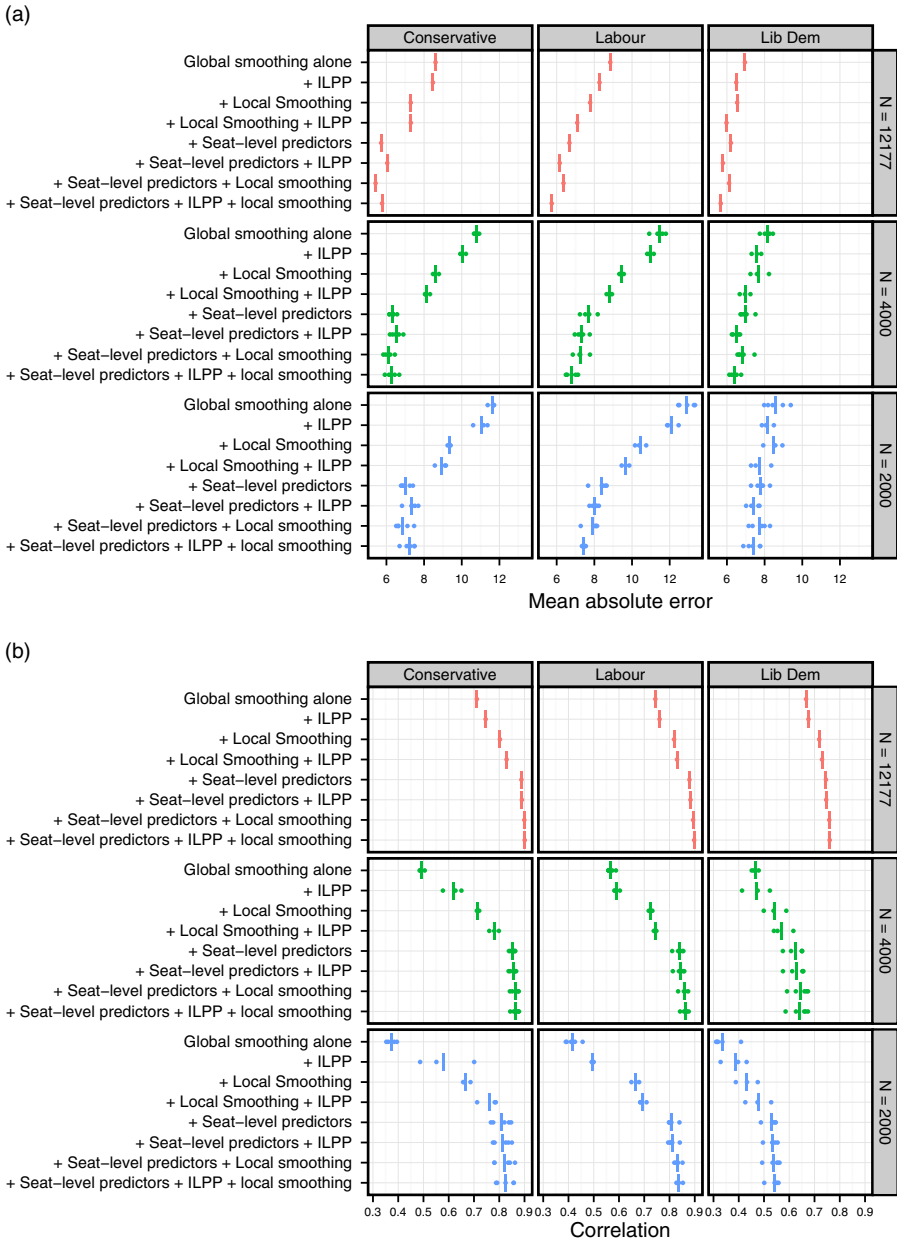 (a)
Conservative Labour Lib Dem
Global smoothing alone
+ ILPP
+ Local Smoothing
+ Local Smoothing + ILPP
+ Seat−level predictors
+ Seat−level predictors + ILPP
+ Seat−level predictors + Local smoothing
+ Seat−level predictors + ILPP + local smoothing
N = 12177
Global smoothing alone
+ ILPP
+ Local Smoothing
+ Local Smoothing + ILPP
+ Seat−level predictors
+ Seat−level predictors + ILPP
+ Seat−level predictors + Local smoothing
+ Seat−level predictors + ILPP + local smoothing
N = 4000
Global smoothing alone
+ ILPP
+ Local Smoothing
+ Local Smoothing + ILPP
+ Seat−level predictors
+ Seat−level predictors + ILPP
+ Seat−level predictors + Local smoothing
+ Seat−level predictors + ILPP + local smoothing
N = 2000
6 8 10 12 6 8 10 12 6 8 10 12
Mean absolute error
(b)
Conservative Labour Lib Dem
Global smoothing alone
+ ILPP
+ Local Smoothing
+ Local Smoothing + ILPP
+ Seat−level predictors
+ Seat−level predictors + ILPP
+ Seat−level predictors + Local smoothing
+ Seat−level predictors + ILPP + local smoothing
N = 12177
Global smoothing alone
+ ILPP
+ Local Smoothing
+ Local Smoothing + ILPP
+ Seat−level predictors
+ Seat−level predictors + ILPP
+ Seat−level predictors + Local smoothing
+ Seat−level predictors + ILPP + local smoothing
N = 4000
Global smoothing alone
+ ILPP
+ Local Smoothing
+ Local Smoothing + ILPP
+ Seat−level predictors
+ Seat−level predictors + ILPP
+ Seat−level predictors + Local smoothing
+ Seat−level predictors + ILPP + local smoothing
N = 2000
0.3 0.4 0.5 0.6 0.7 0.8 0.9 0.3 0.4 0.5 0.6 0.7 0.8 0.9 0.3 0.4 0.5 0.6 0.7 0.8 0.9
Correlation